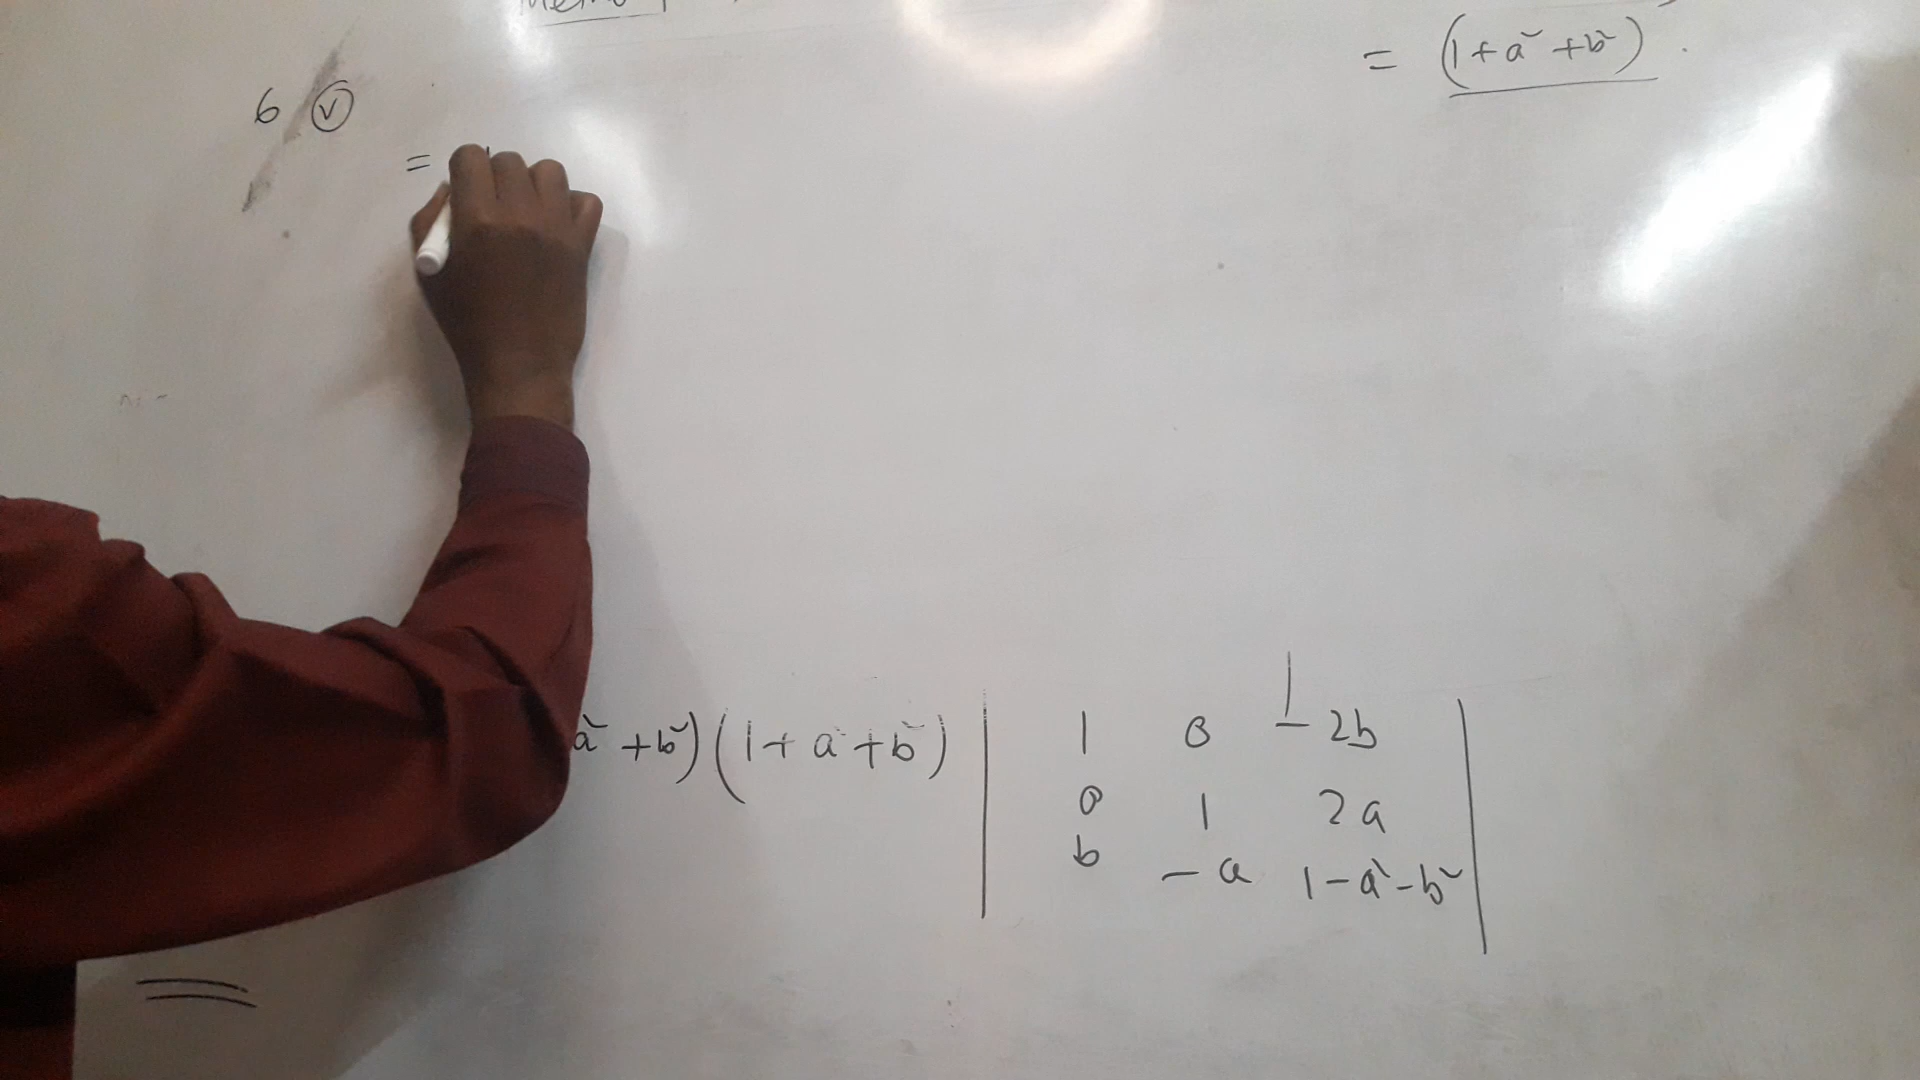 = (1+a²+b²).
6 (v)
=
a²+b²)(1+a²+b²) | 1 0 -2b |
0 1 2a
b -a 1-a²-b²